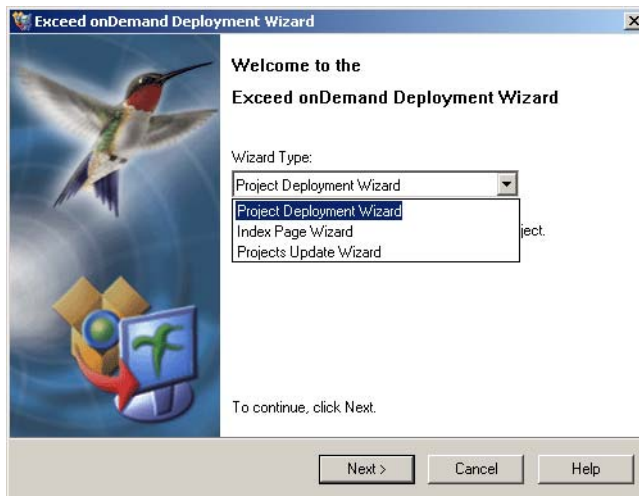 Exceed onDemand Deployment Wizard
Welcome to the
Exceed onDemand Deployment Wizard
Wizard Type:
Project Deployment Wizard
Project Deployment Wizard
Index Page Wizard
ject.
Projects Update Wizard
To continue, click Next.
Next >
Cancel
Help